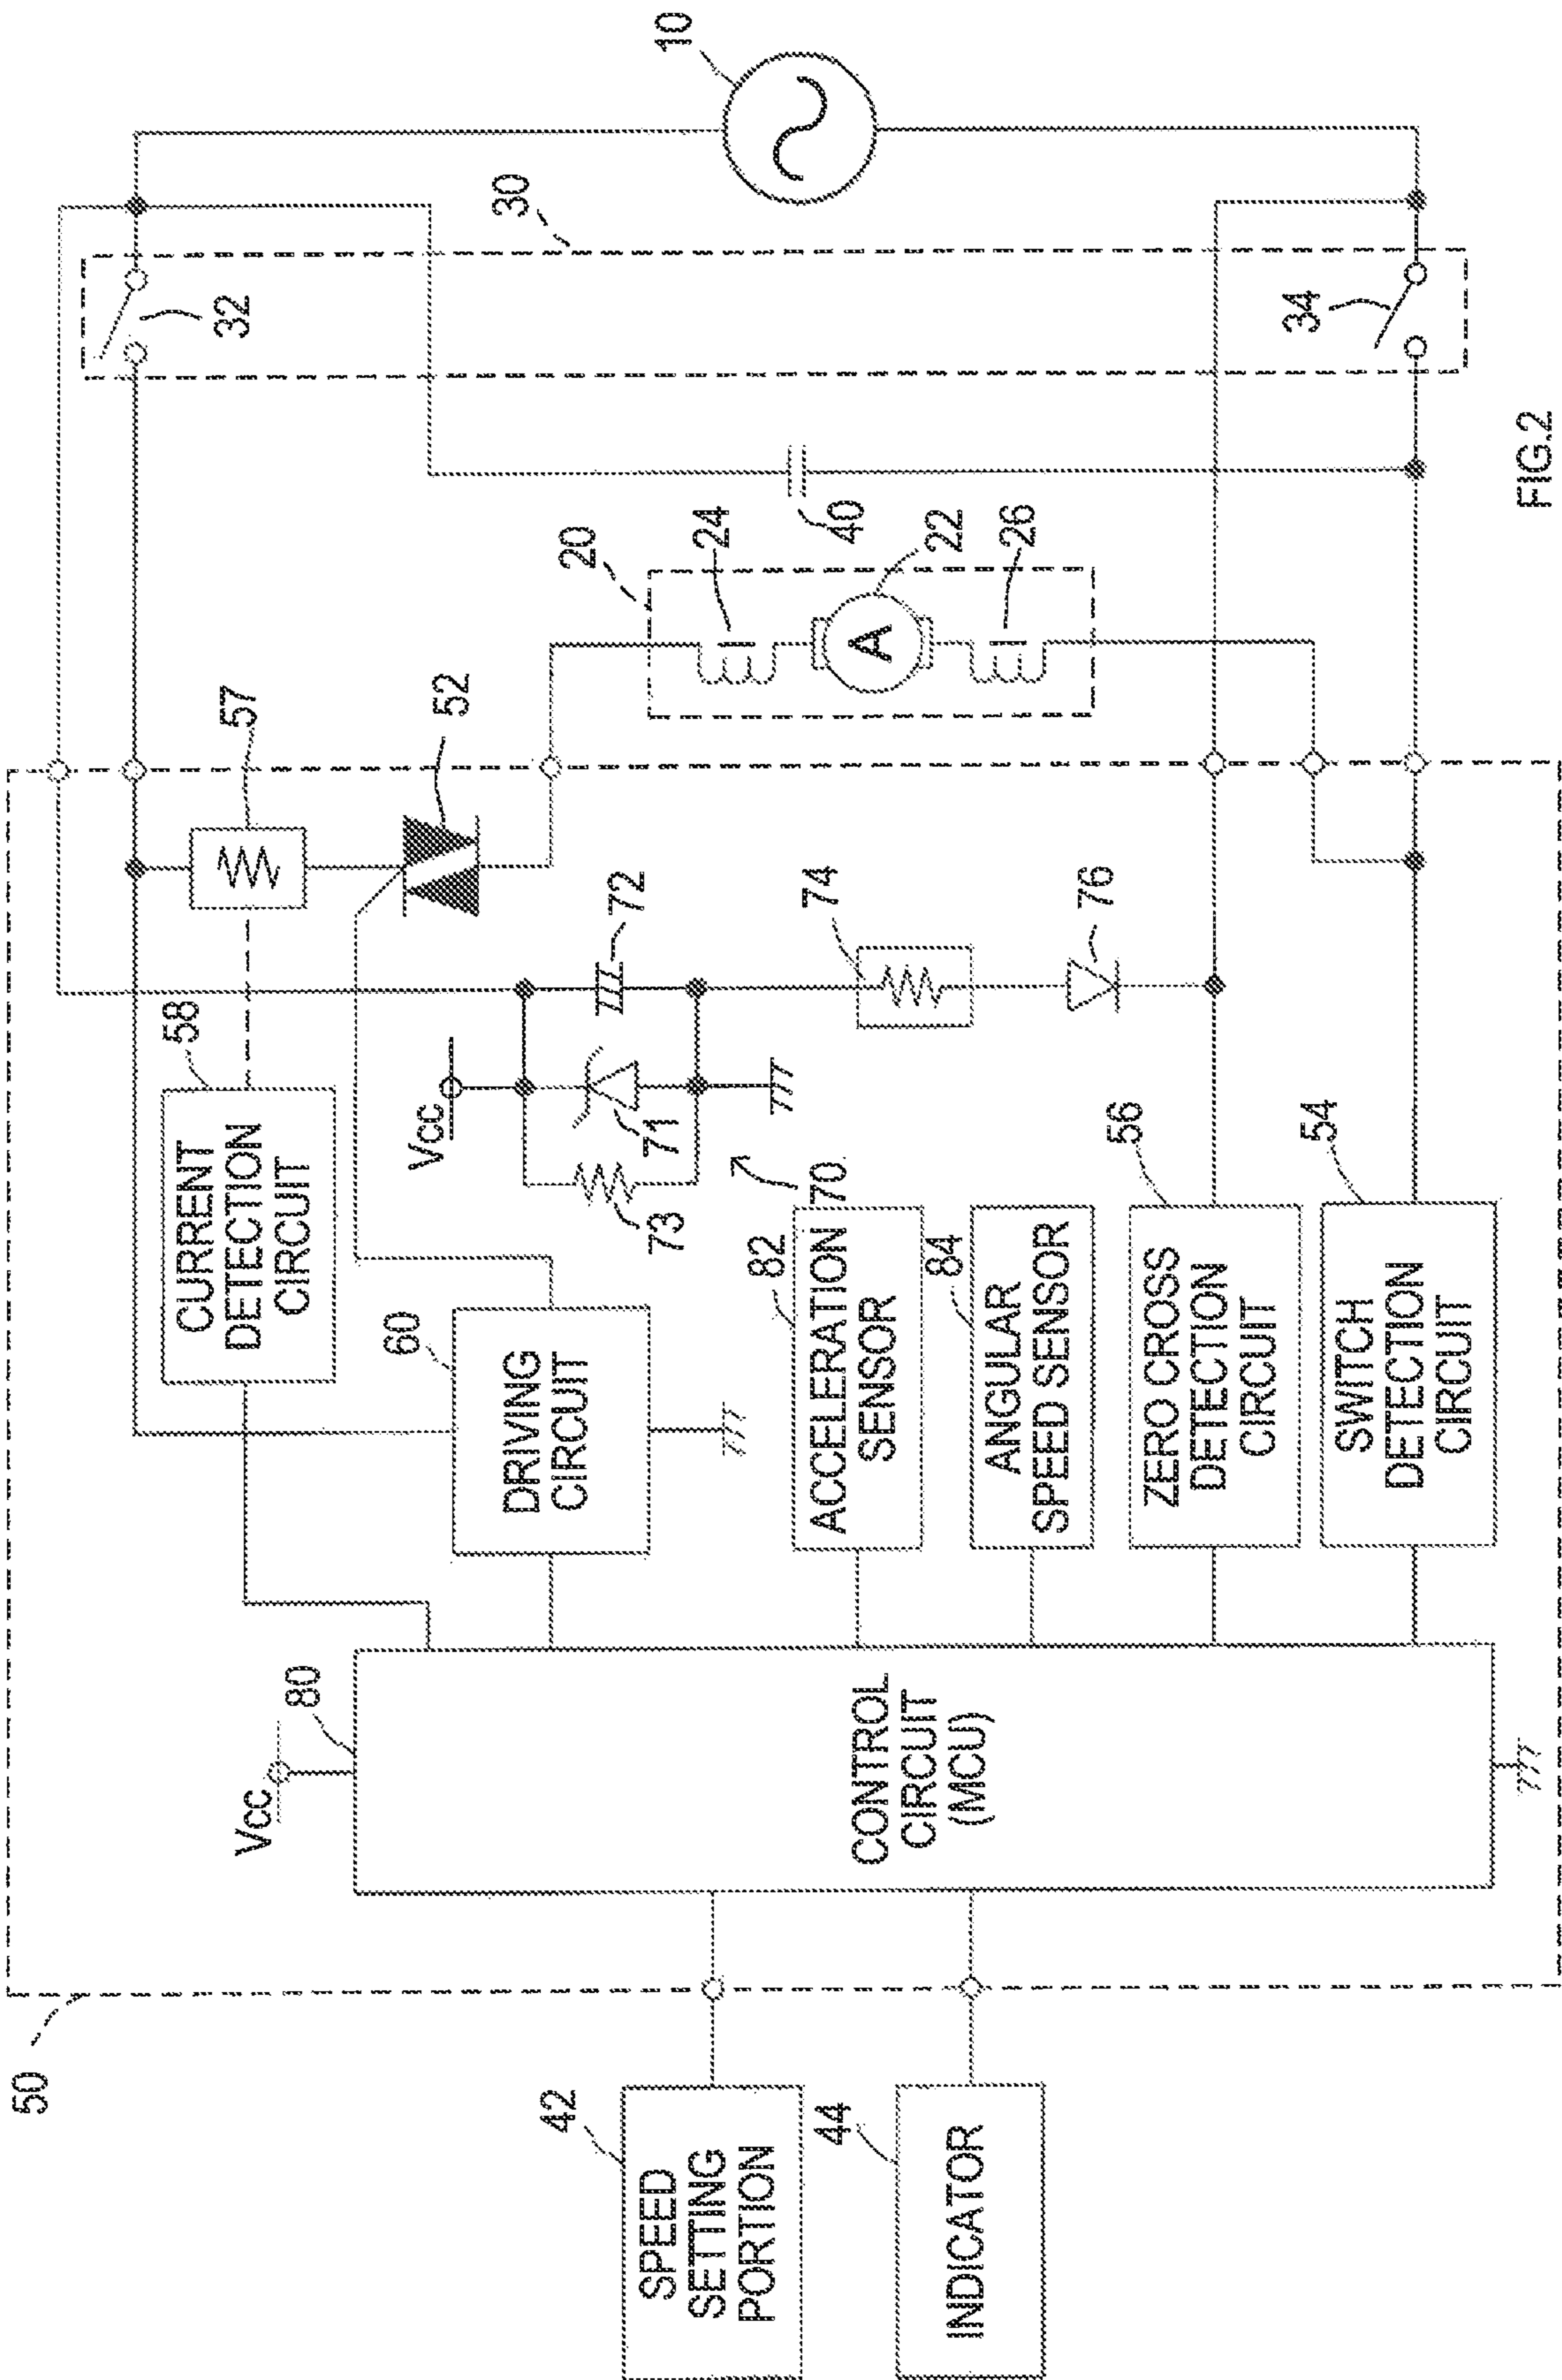 FIG.2
50
42
SPEED
SETTING
PORTION
44
INDICATOR
Vcc
80
CONTROL
CIRCUIT
(MCU)
58
CURRENT
DETECTION
CIRCUIT
60
DRIVING
CIRCUIT
82
ACCELERATION
SENSOR
84
ANGULAR
SPEED SENSOR
56
ZERO CROSS
DETECTION
CIRCUIT
54
SWITCH
DETECTION
CIRCUIT
Vcc
73
71
70
72
74
76
57
52
20
24
22
26
40
30
32
34
10
A